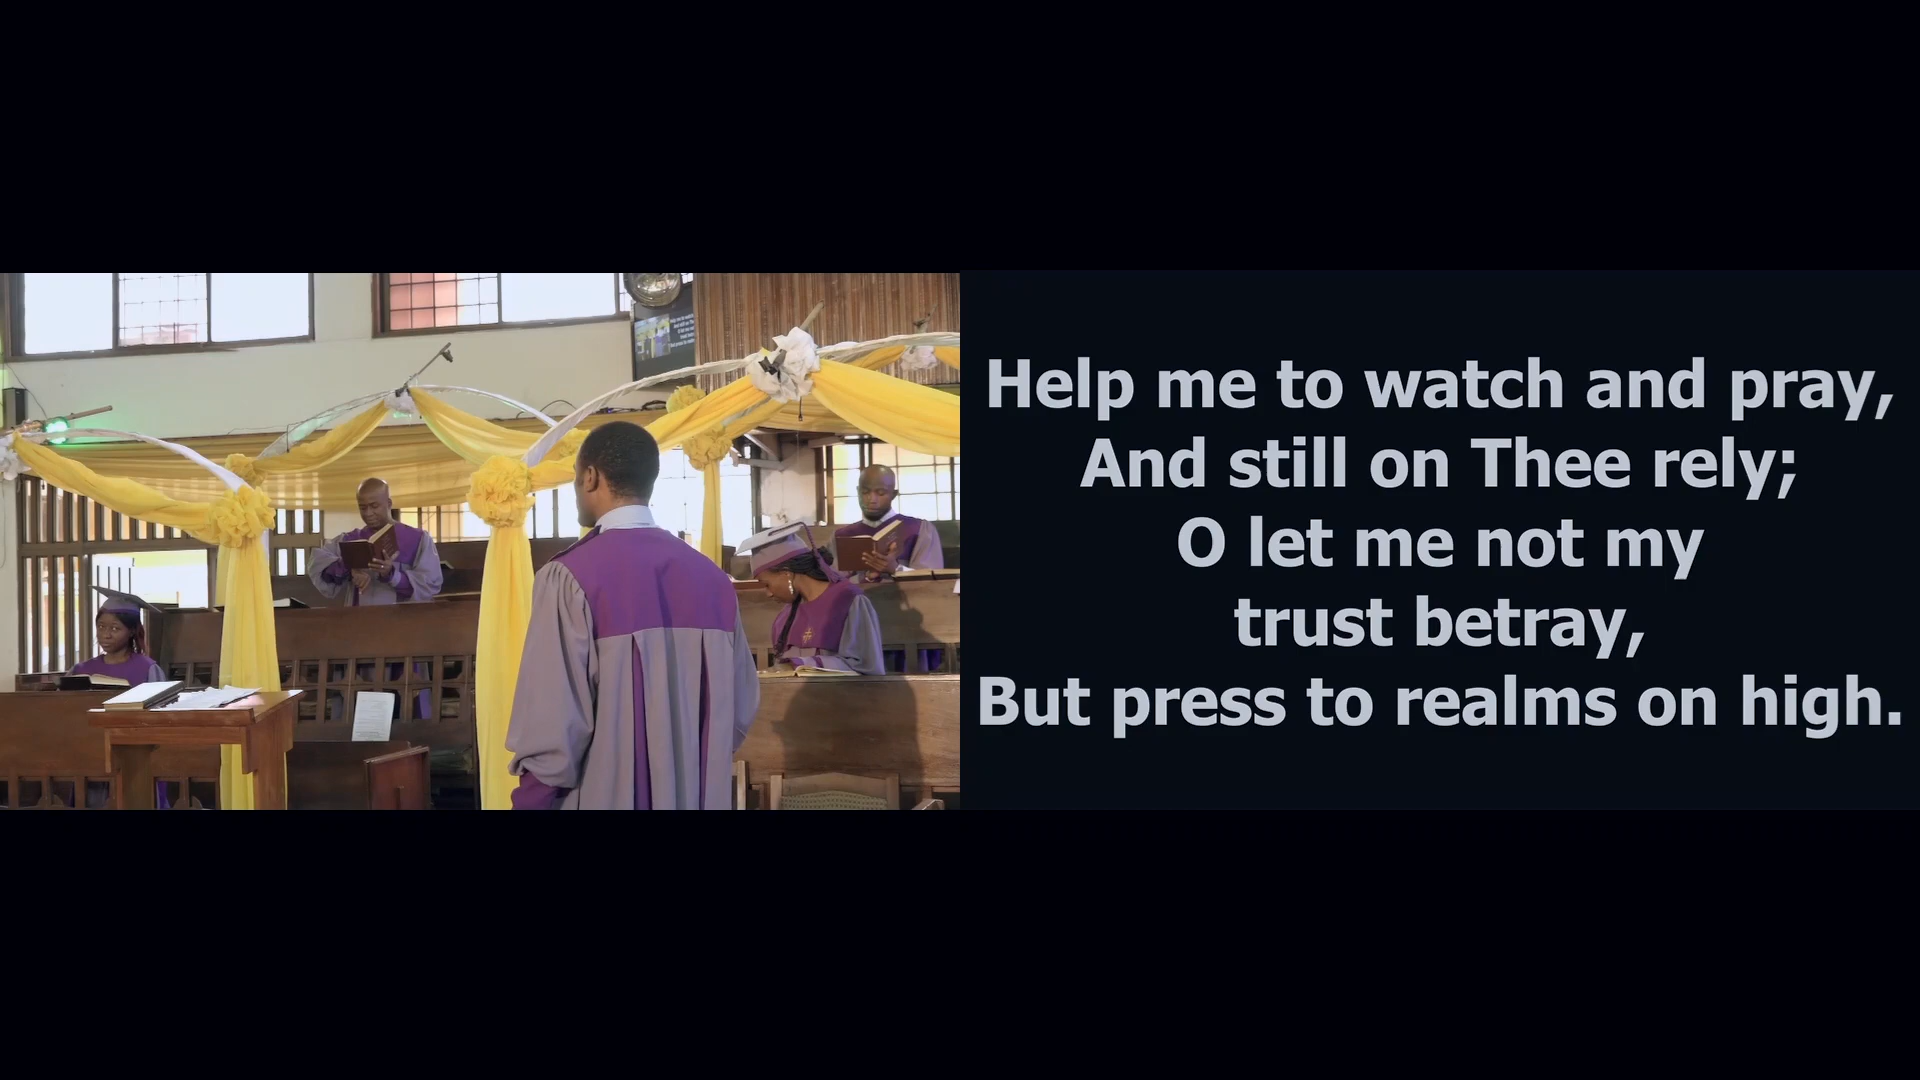 Help me to watch and pray,
And still on Thee rely;
O let me not my
trust betray,
But press to realms on high.